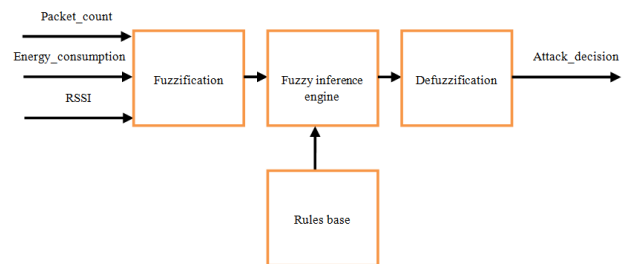 Packet_count
Energy_consumption
RSSI
Fuzzification
Fuzzy inference
engine
Defuzzification
Attack_decision
Rules base